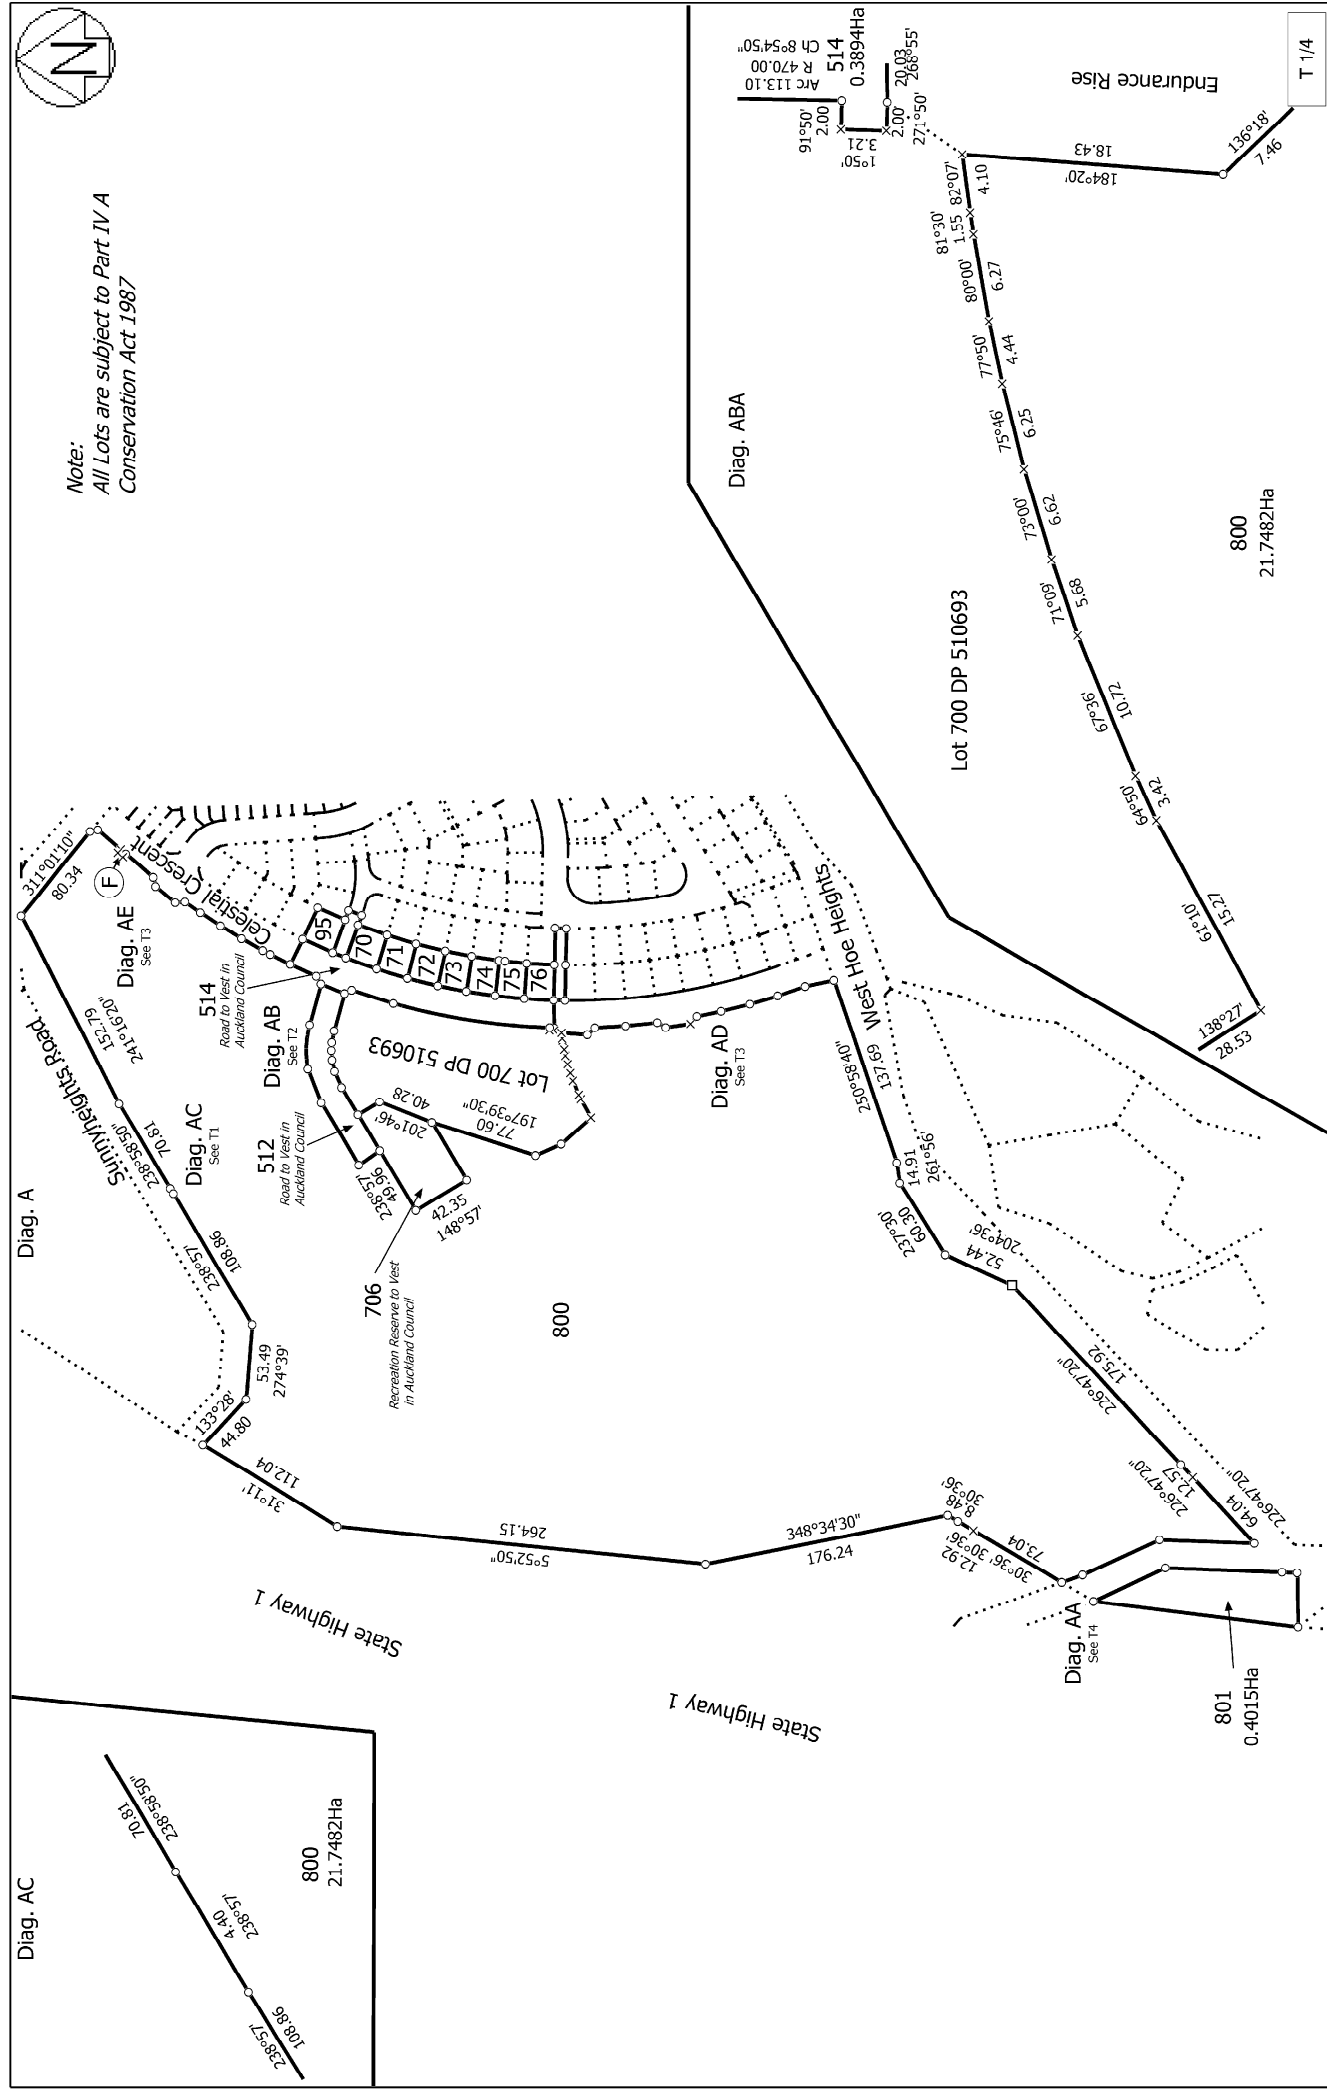 N
Note:
All Lots are subject to Part IV A
Conservation Act 1987
Diag. A
311°01'10"
80.34
F
Diag. AE
See T3
Celestial Crescent
Sunnyheights Road
152.79
241°16'20"
238°58'50"
70.81
Diag. AC
See T1
238°57'
108.86
53.49
274°39'
133°28'
44.80
112.04
31°11'
264.15
5°52'50"
348°34'30"
176.24
State Highway 1
State Highway 1
514
Road to Vest in
Auckland Council
Diag. AB
See T2
512
Road to Vest in
Auckland Council
95
70
71
72
73
74
75
76
Lot 700 DP 510693
40.28
201°46'
77.60
197°39'30"
238°57'
49.96
42.35
148°57'
706
Recreation Reserve to Vest
in Auckland Council
800
Diag. AD
See T3
West Hoe Heights
250°58'40"
137.69
14.91
261°56'
237°30'
60.30
52.44
204°36'
175.92
226°47'20"
12.57
226°47'20"
64.04
226°47'20"
8.48
30°36'
12.92
30°36'
30°36'
73.04
Diag. AA
See T4
801
0.4015Ha
Diag. AC
70.81
238°58'50"
4.40
238°57'
238°57'
108.86
800
21.7482Ha
Diag. ABA
Arc 113.10
R 470.00
Ch 8°54'50"
514
0.3894Ha
91°50'
2.00
3.21
1°50'
2.00
271°50'
20.03
268°55'
Endurance Rise
18.43
184°20'
136°18'
7.46
82°07'
4.10
81°30'
1.55
80°00'
6.27
77°50'
4.44
75°46'
6.25
73°00'
6.62
71°09'
5.68
67°36'
10.72
64°50'
3.42
61°10'
15.27
138°27'
28.53
Lot 700 DP 510693
800
21.7482Ha
T 1/4